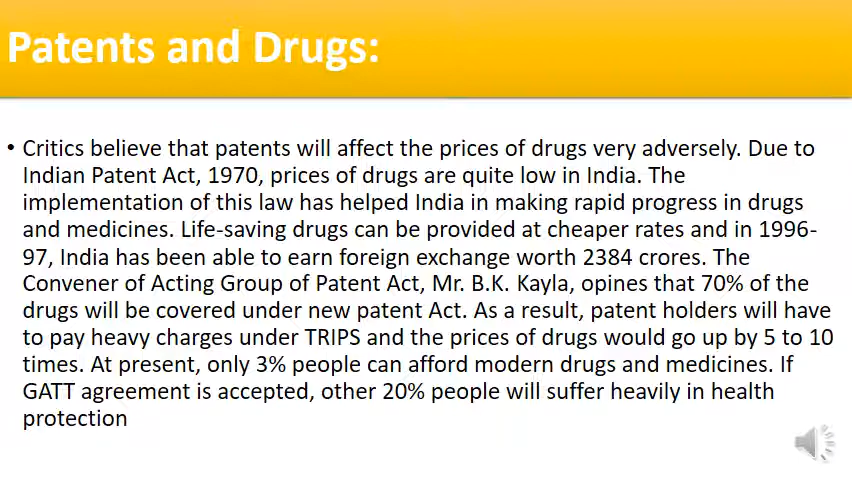 Patents and Drugs:
• Critics believe that patents will affect the prices of drugs very adversely. Due to
Indian Patent Act, 1970, prices of drugs are quite low in India. The
implementation of this law has helped India in making rapid progress in drugs
and medicines. Life-saving drugs can be provided at cheaper rates and in 1996-
97, India has been able to earn foreign exchange worth 2384 crores. The
Convener of Acting Group of Patent Act, Mr. B.K. Kayla, opines that 70% of the
drugs will be covered under new patent Act. As a result, patent holders will have
to pay heavy charges under TRIPS and the prices of drugs would go up by 5 to 10
times. At present, only 3% people can afford modern drugs and medicines. If
GATT agreement is accepted, other 20% people will suffer heavily in health
protection